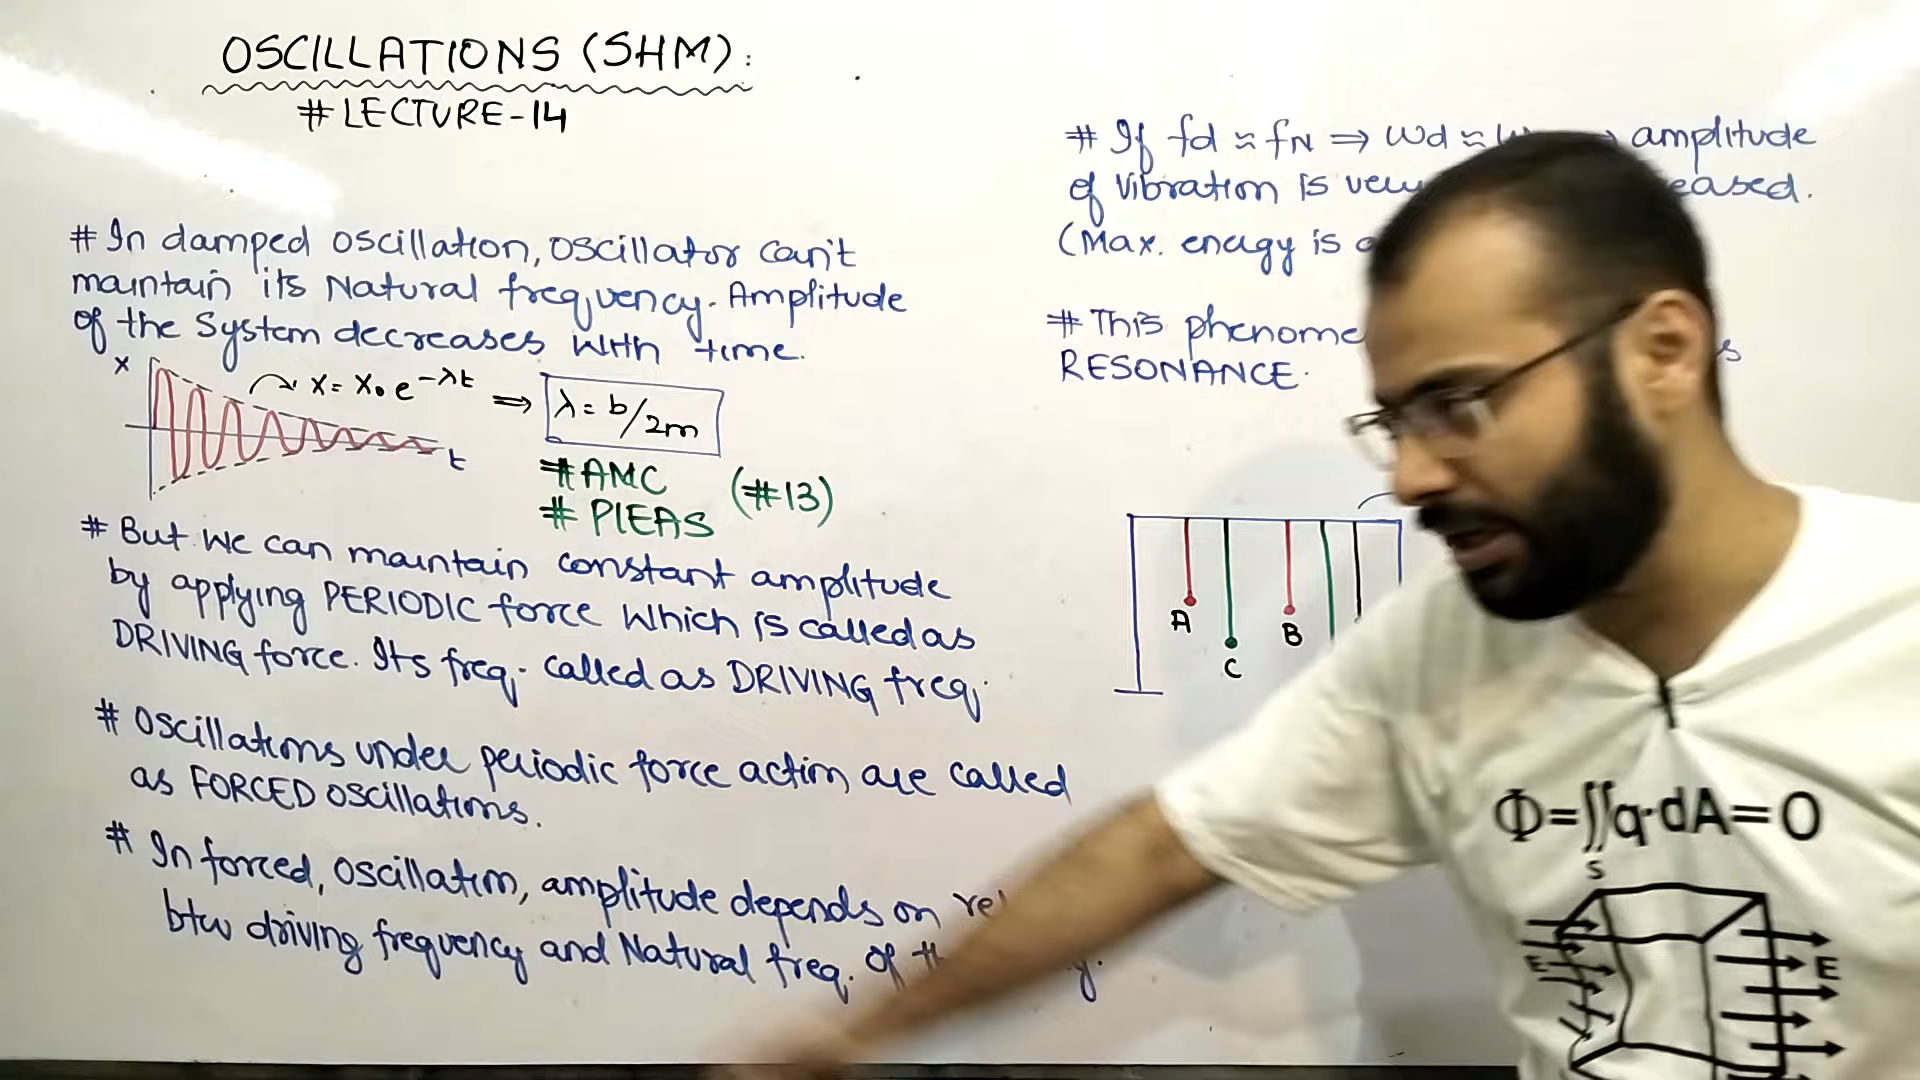 OSCILLATIONS (SHM):
# LECTURE-14
# In damped oscillation, oscillator can't
maintain its Natural frequency. Amplitude
of the System decreases with time.
x
x = x₀ e^-λt ⇒ λ = b/2m
t
# AMC
# PIEAS (#13)
# But we can maintain constant amplitude
by applying PERIODIC force which is called as
DRIVING force. Its freq. called as DRIVING freq.
# Oscillations under periodic force action are called
as FORCED oscillations.
# In forced, oscillation, amplitude depends on
btw driving frequency and Natural freq. of
# If fd ≈ fN ⇒ ωd ≈ amplitude
of vibration is
(Max. energy is
# This
RESONANCE.
A
B
C
Φ=∬q·dA=0
S
E
E